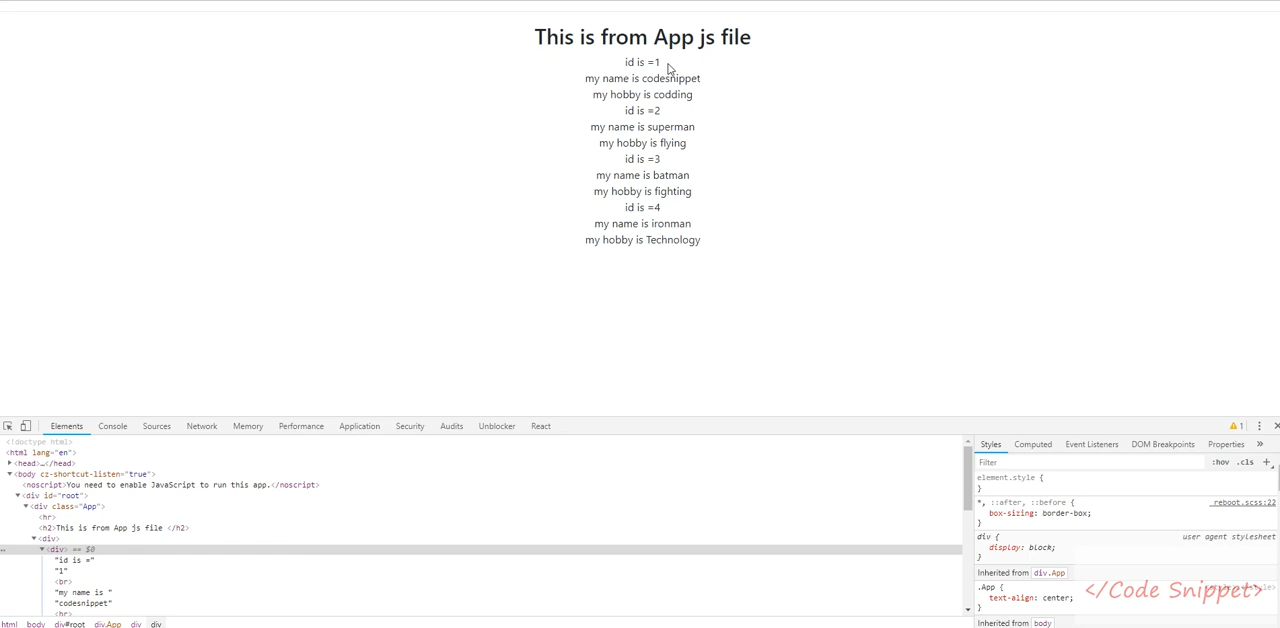 This is from App js file
id is =1
my name is codesnippet
my hobby is codding
id is =2
my name is superman
my hobby is flying
id is =3
my name is batman
my hobby is fighting
id is =4
my name is ironman
my hobby is Technology
Elements Console Sources Network Memory Performance Application Security Audits Unblocker React 1
<!doctype html>
<html lang="en">
<head>…</head>
<body cz-shortcut-listen="true">
<noscript>You need to enable JavaScript to run this app.</noscript>
<div id="root">
<div class="App">
<hr>
<h2>This is from App js file </h2>
<div>
<div> == $0
"id is ="
"1"
<br>
"my name is "
"codesnippet"
html body div#root div.App div div
Styles Computed Event Listeners DOM Breakpoints Properties »
Filter :hov .cls +
element.style {
}
*, ::after, ::before { _reboot.scss:22
box-sizing: border-box;
}
div { user agent stylesheet
display: block;
}
Inherited from div.App
.App {
text-align: center;
}
Inherited from body
</Code Snippet>